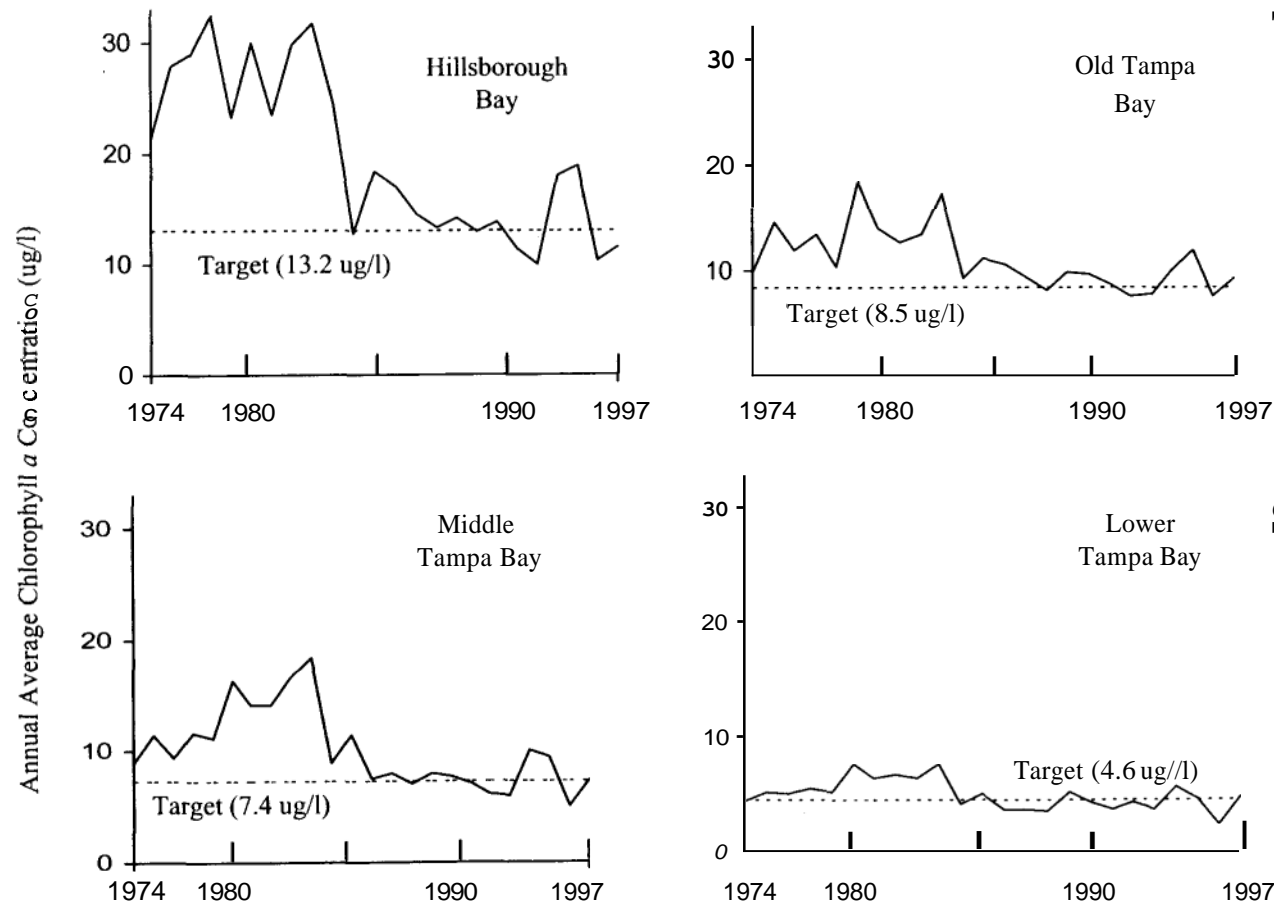 Annual Average Chlorophyll a Concentration (ug/l)
30
20
10
0
Hillsborough
Bay
Target (13.2 ug/l)
1974 1980 1990 1997
30
20
10
Old Tampa
Bay
Target (8.5 ug/l)
1974 1980 1990 1997
30
20
10
0
Middle
Tampa Bay
Target (7.4 ug/l)
1974 1980 1990 1997
30
20
10
0
Lower
Tampa Bay
Target (4.6 ug//l)
1974 1980 1990 1997